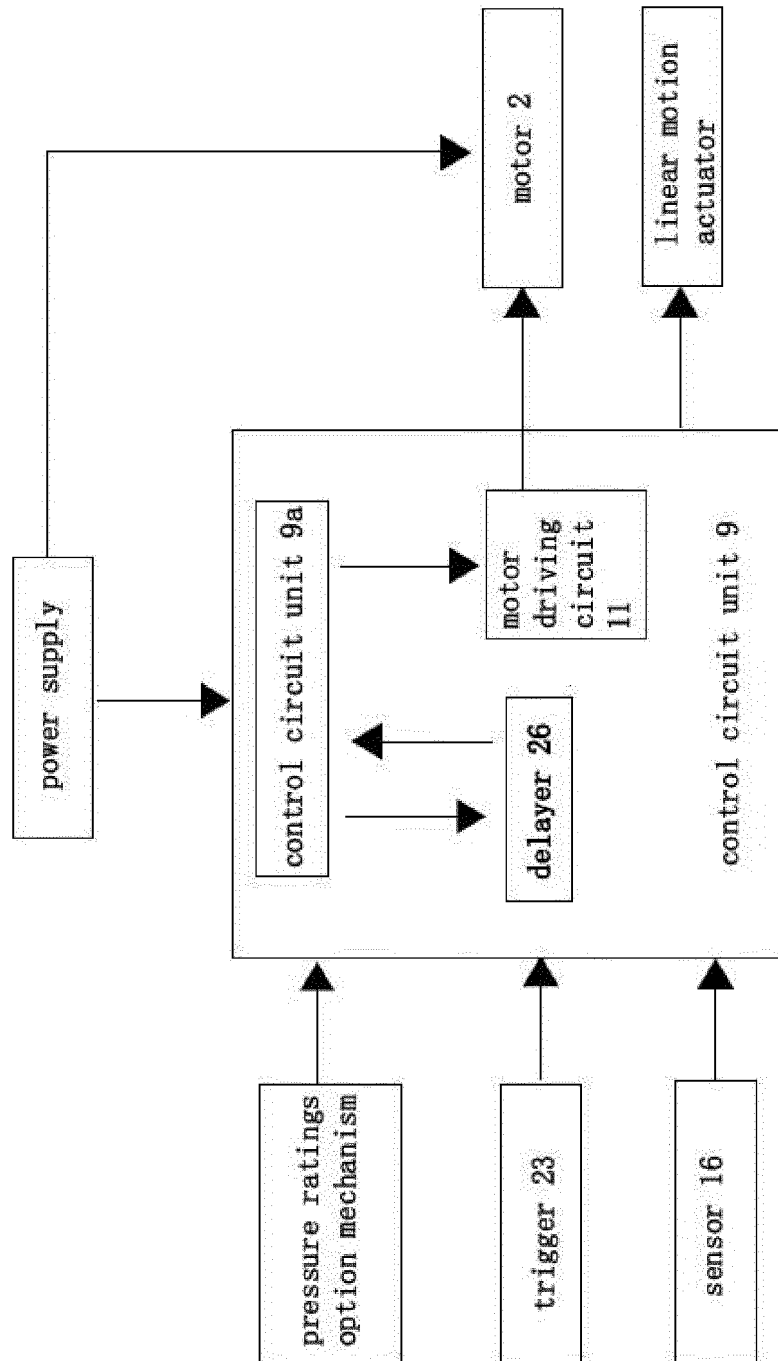 power supply
pressure ratings
option mechanism
control circuit unit 9a
motor 2
trigger 23
delayer 26
motor
driving
circuit
11
linear motion
actuator
sensor 16
control circuit unit 9